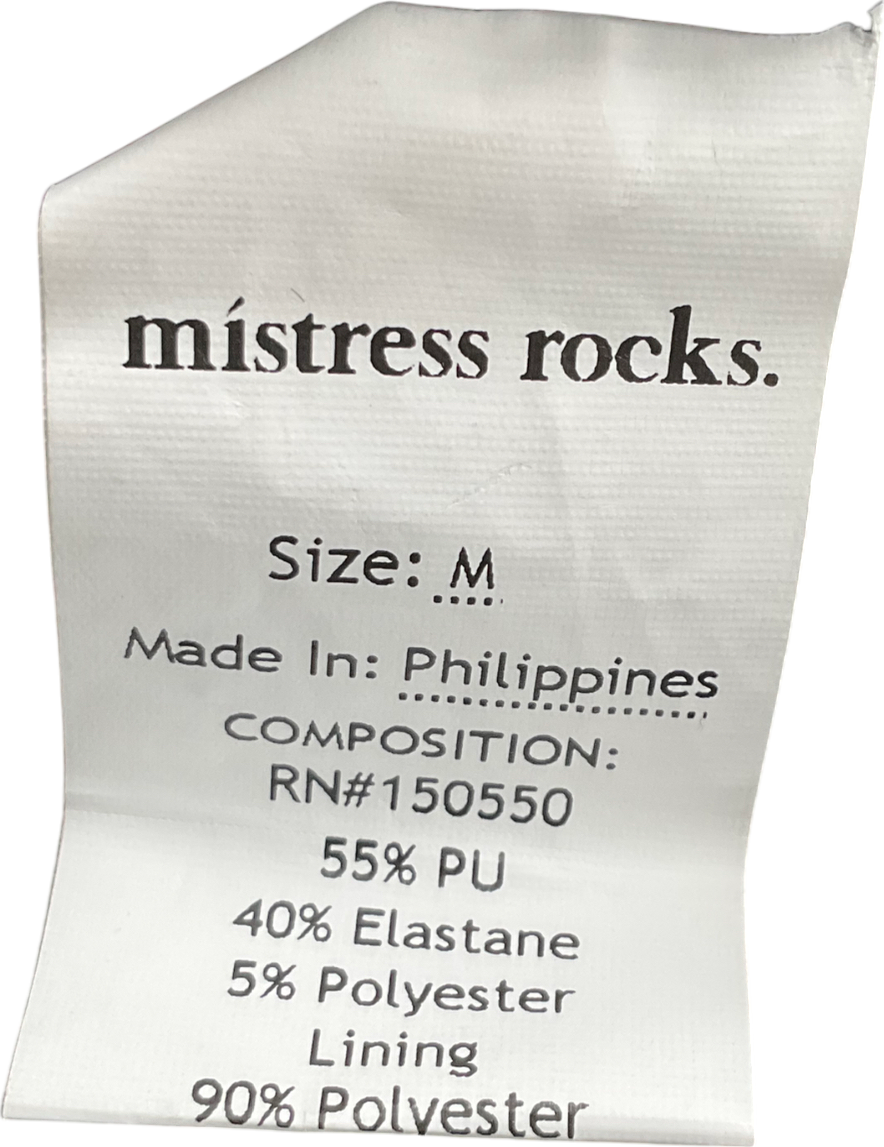 místress rocks.
Size: M
Made In: Philippines
COMPOSITION:
RN#150550
55% PU
40% Elastane
5% Polyester
Lining
90% Polyester